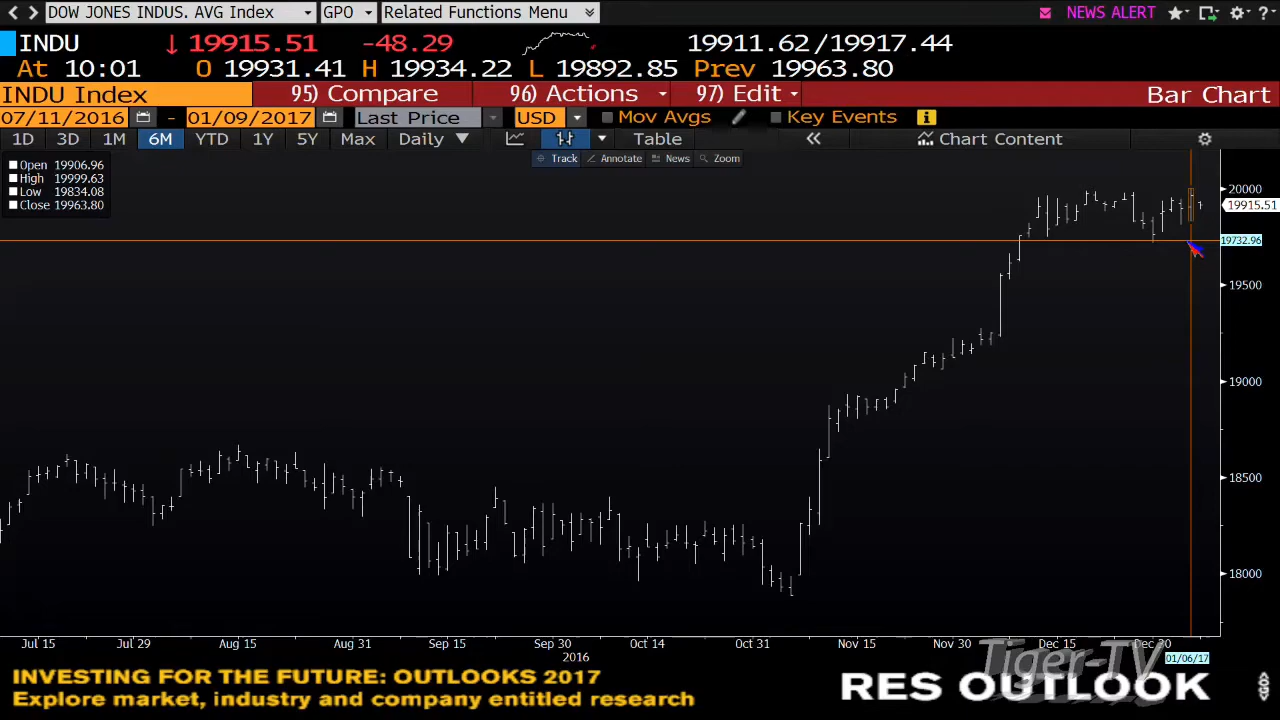 DOW JONES INDUS. AVG Index GPO Related Functions Menu NEWS ALERT ?
INDU 19915.51 -48.29 19911.62/19917.44
At 10:01 O 19931.41 H 19934.22 L 19892.85 Prev 19963.80
INDU Index 95) Compare 96) Actions 97) Edit Bar Chart
07/11/2016 - 01/09/2017 Last Price USD Mov Avgs Key Events
1D 3D 1M 6M YTD 1Y 5Y Max Daily Table Chart Content
Track Annotate News Zoom
Open 19906.96
High 19999.63
Low 19834.08
Close 19963.80
20000
19915.51
19732.96
19500
19000
18500
18000
Jul 15 Jul 29 Aug 15 Aug 31 Sep 15 Sep 30 Oct 14 Oct 31 Nov 15 Nov 30 Dec 15 Dec 30
2016 01/06/17
Tiger-TV
INVESTING FOR THE FUTURE: OUTLOOKS 2017
Explore market, industry and company entitled research
RES OUTLOOK